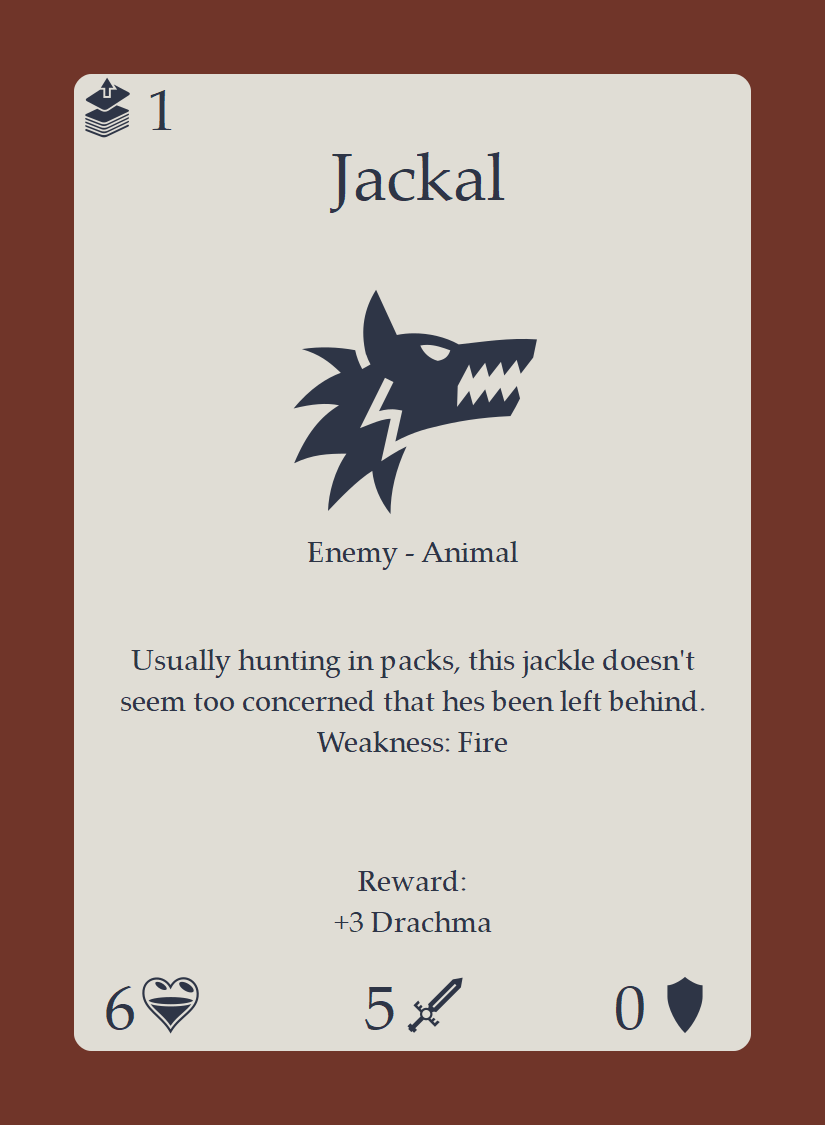 1
Jackal
Enemy - Animal
Usually hunting in packs, this jackle doesn't
seem too concerned that hes been left behind.
Weakness: Fire
Reward:
+3 Drachma
6 5 0